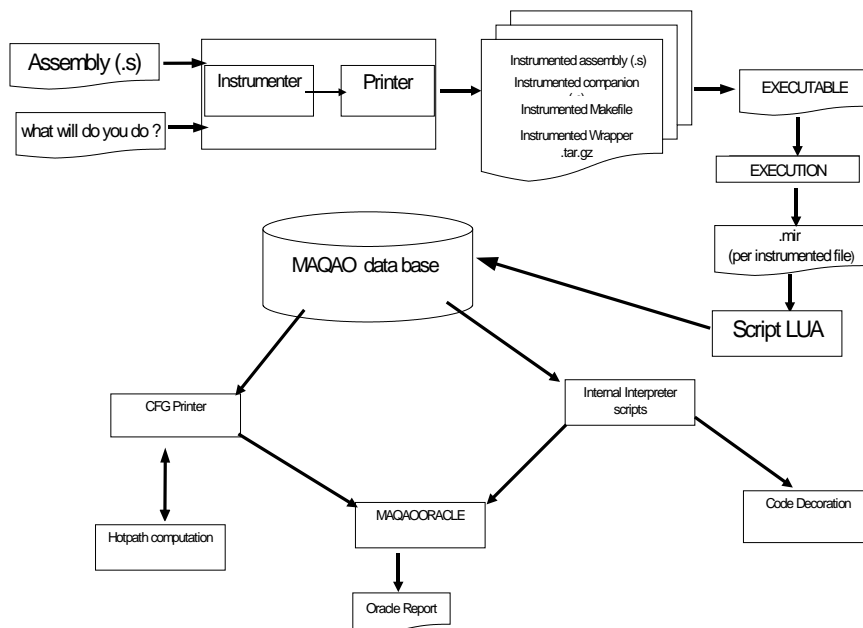 Assembly (.s)
what will do you do ?
Instrumenter
Printer
Instrumented assembly (.s)
Instrumented companion
Instrumented Makefile
Instrumented Wrapper
.tar.gz
EXECUTABLE
EXECUTION
.mir
(per instrumented file)
Script LUA
MAQAO data base
CFG Printer
Internal Interpreter
scripts
Hotpath computation
MAQAOORACLE
Code Decoration
Oracle Report